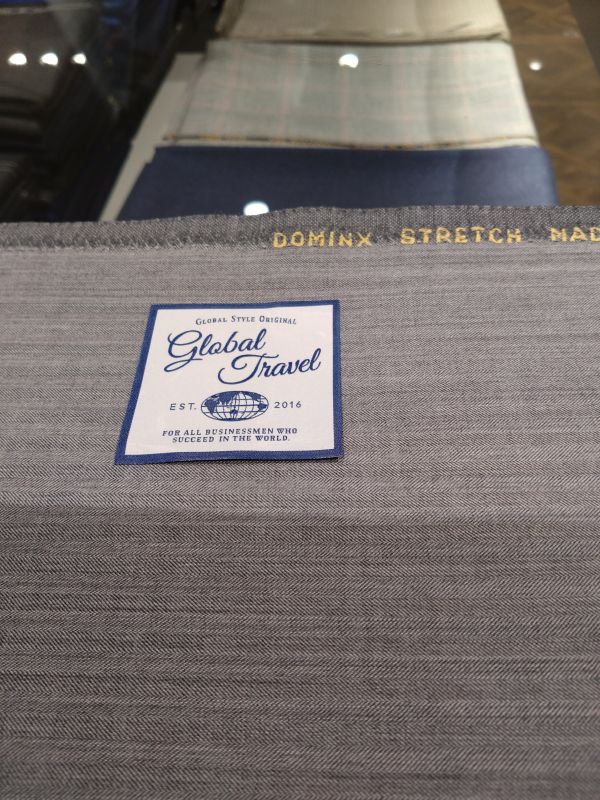 DOMINX STRETCH MAD
GLOBAL STYLE ORIGINAL
Global
Travel
EST. 2016
FOR ALL BUSINESSMEN WHO
SUCCEED IN THE WORLD.